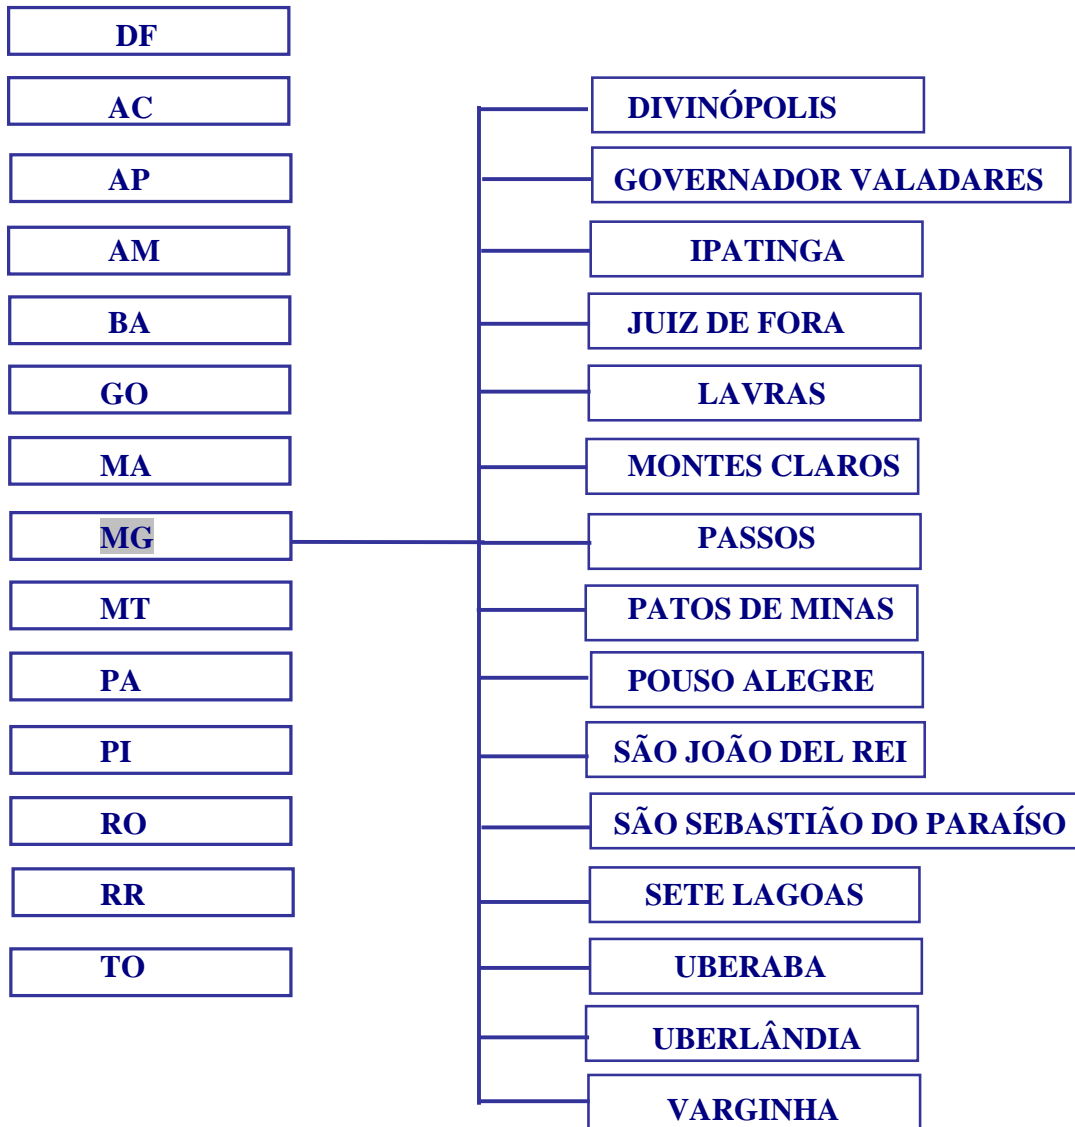 DF
AC
AP
AM
BA
GO
MA
MG
MT
PA
PI
RO
RR
TO
DIVINÓPOLIS
GOVERNADOR VALADARES
IPATINGA
JUIZ DE FORA
LAVRAS
MONTES CLAROS
PASSOS
PATOS DE MINAS
POUSO ALEGRE
SÃO JOÃO DEL REI
SÃO SEBASTIÃO DO PARAÍSO
SETE LAGOAS
UBERABA
UBERLÂNDIA
VARGINHA